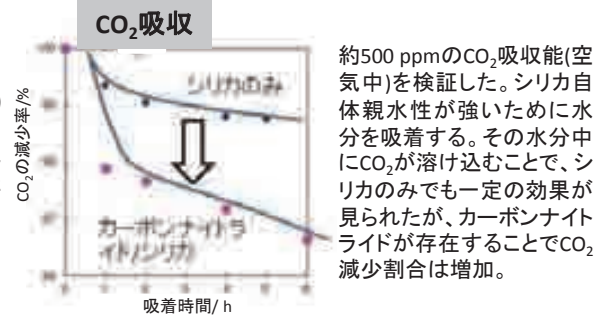 CO₂吸収
約500 ppmのCO₂吸収能(空
気中)を検証した。シリカ自
体親水性が強いために水
分を吸着する。その水分中
にCO₂が溶け込むことで、シ
リカのみでも一定の効果が
見られたが、カーボンナイト
ライドが存在することでCO₂
減少割合は増加。
CO₂の減少率/%
シリカのみ
カーボンナイトラ
イド/シリカ
吸着時間/ h